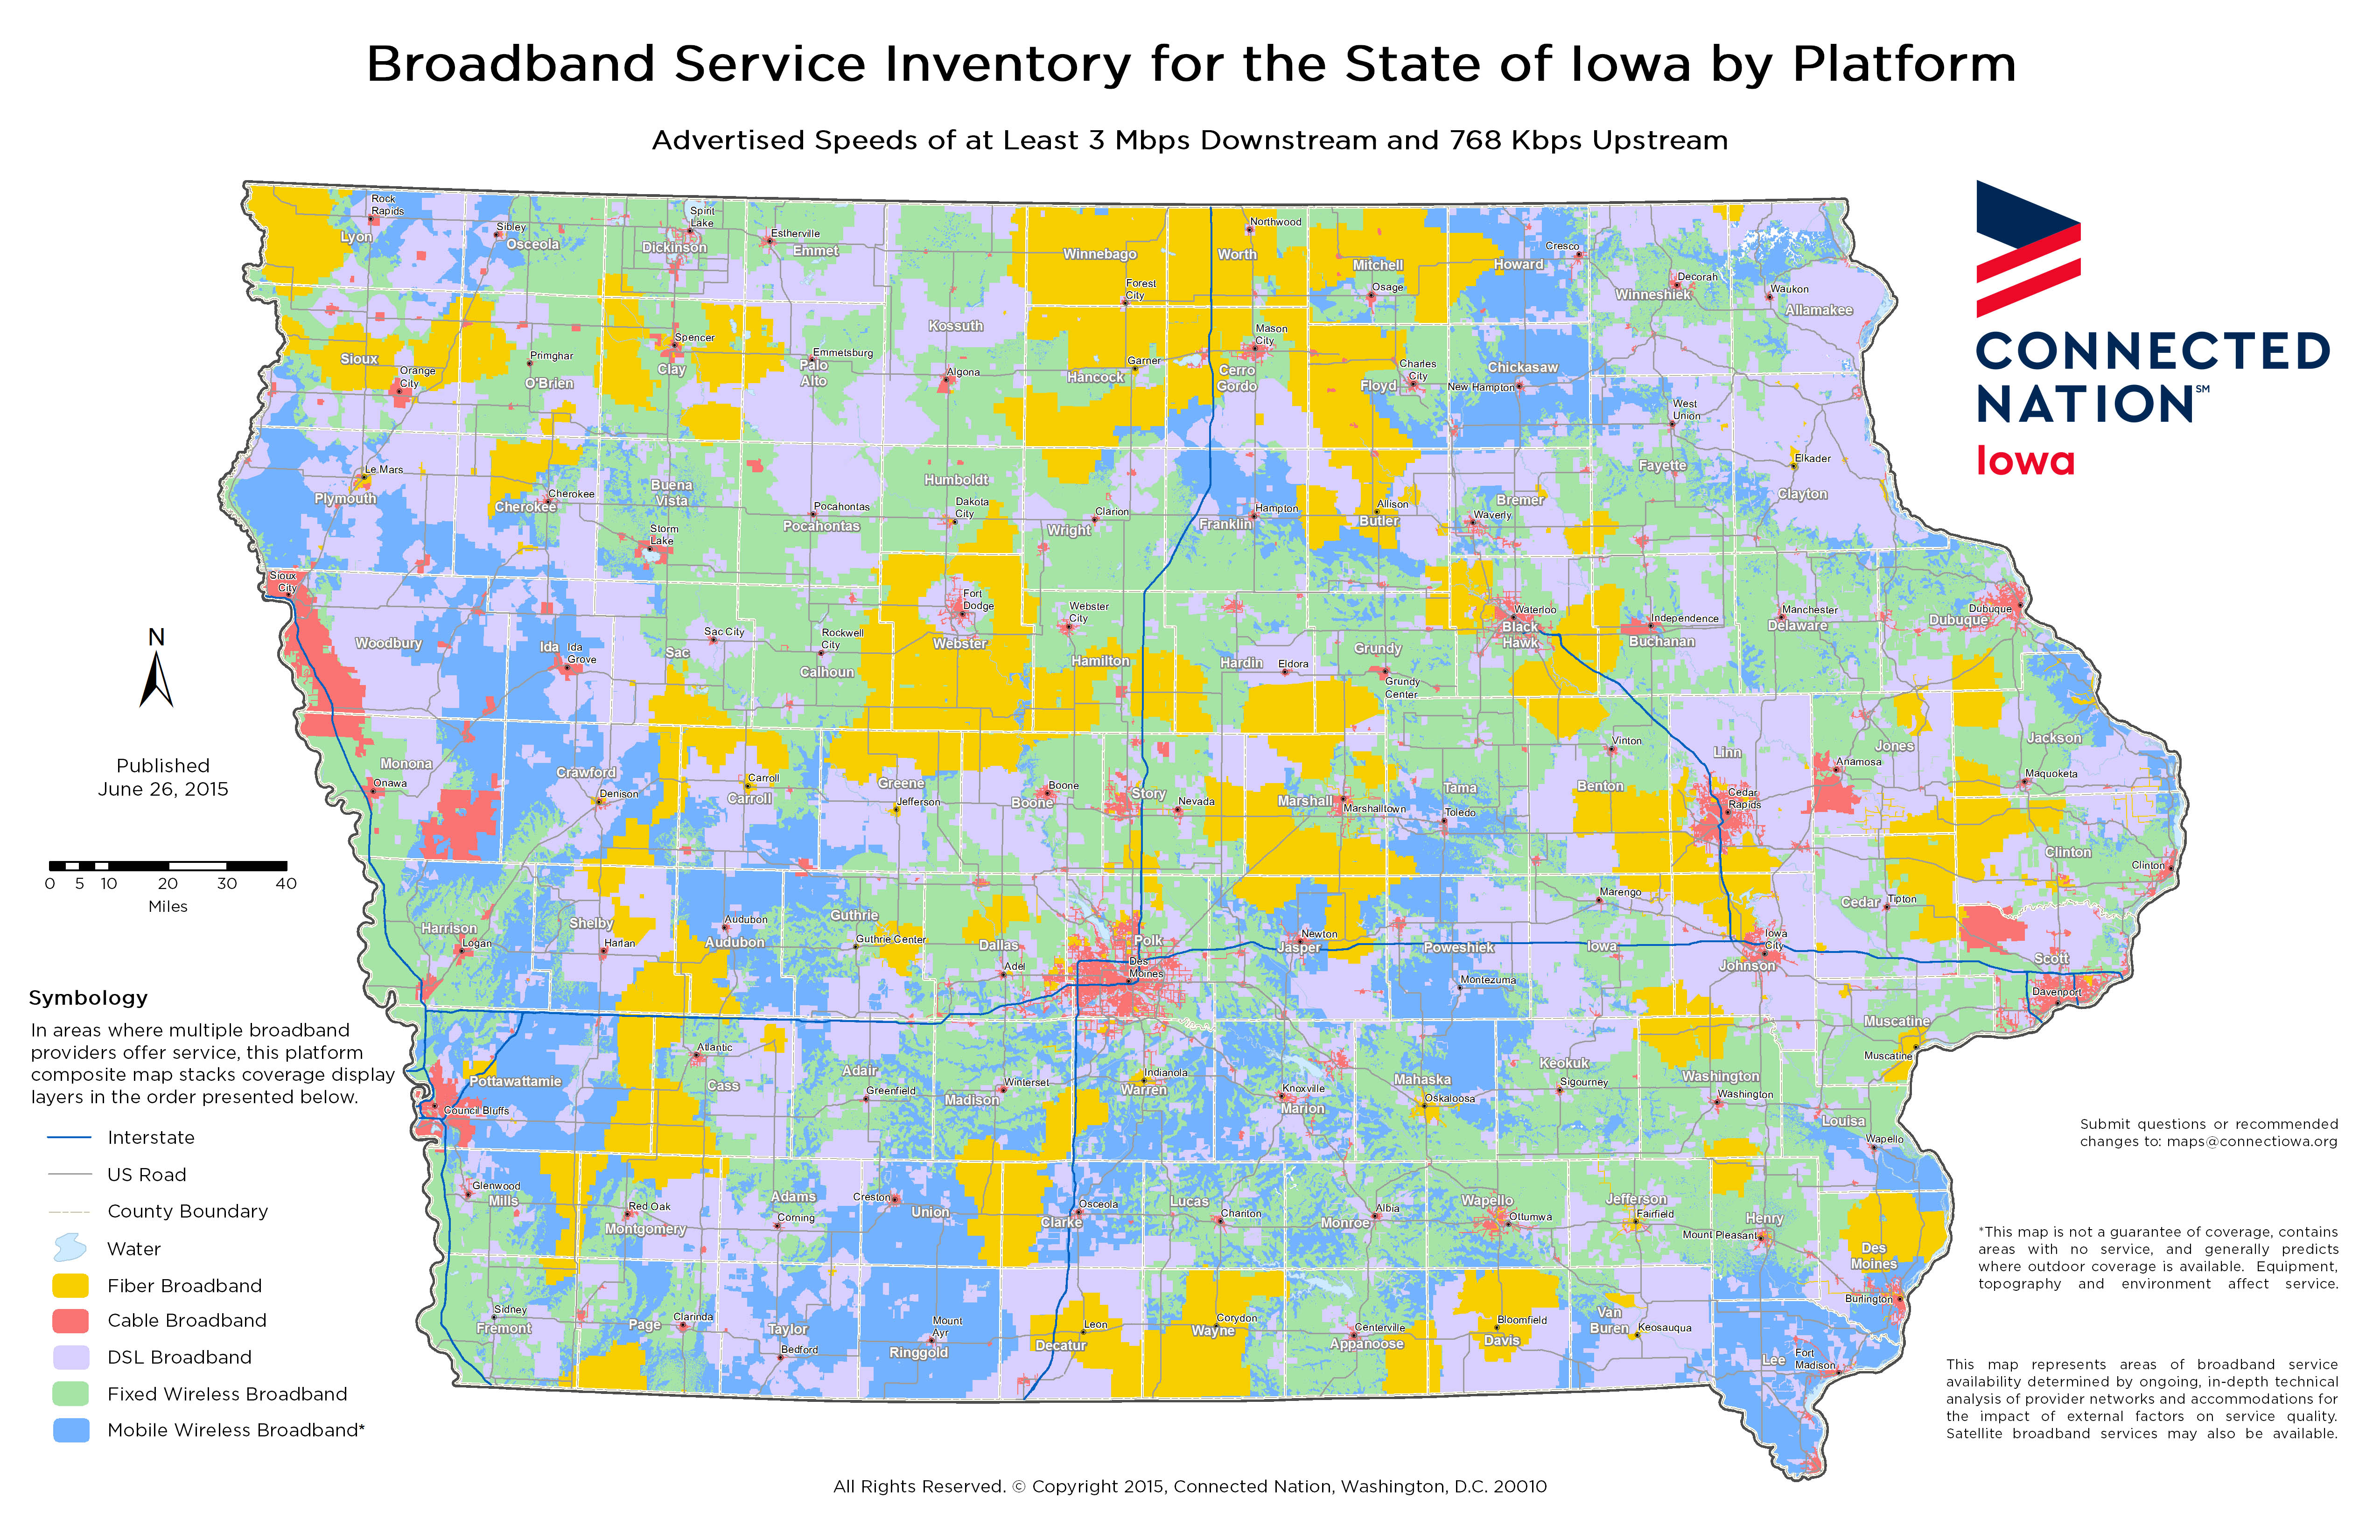 Broadband Service Inventory for the State of Iowa by Platform
Advertised Speeds of at Least 3 Mbps Downstream and 768 Kbps Upstream
CONNECTED
NATION℠
Iowa
Rock
Rapids
Lyon
Sibley
Osceola
Spirit
Lake
Dickinson
Estherville
Emmet
Winnebago
Forest
City
Northwood
Worth
Mitchell
Osage
Howard
Cresco
Decorah
Winneshiek
Waukon
Allamakee
Sioux
Orange
City
Primghar
O'Brien
Spencer
Clay
Emmetsburg
Palo
Alto
Kossuth
Algona
Garner
Hancock
Mason
City
Cerro
Gordo
Charles
City
Floyd
Chickasaw
New Hampton
West
Union
Fayette
Elkader
Clayton
Le Mars
Plymouth
Cherokee
Cherokee
Buena
Vista
Storm
Lake
Pocahontas
Pocahontas
Humboldt
Dakota
City
Clarion
Wright
Hampton
Franklin
Allison
Butler
Bremer
Waverly
Sioux
City
Woodbury
Ida
Ida
Grove
Sac City
Sac
Rockwell
City
Calhoun
Fort
Dodge
Webster
Webster
City
Hamilton
Hardin
Eldora
Grundy
Grundy
Center
Waterloo
Black
Hawk
Independence
Buchanan
Manchester
Delaware
Dubuque
Dubuque
Monona
Onawa
Crawford
Denison
Carroll
Carroll
Greene
Jefferson
Boone
Boone
Story
Nevada
Marshall
Marshalltown
Tama
Toledo
Vinton
Benton
Linn
Cedar
Rapids
Anamosa
Jones
Jackson
Maquoketa
Clinton
Clinton
Harrison
Logan
Shelby
Harlan
Audubon
Audubon
Guthrie
Guthrie Center
Dallas
Adel
Polk
Des
Moines
Newton
Jasper
Poweshiek
Montezuma
Marengo
Iowa
Iowa
City
Johnson
Cedar
Tipton
Scott
Davenport
Pottawattamie
Council Bluffs
Atlantic
Cass
Adair
Greenfield
Madison
Winterset
Indianola
Warren
Knoxville
Marion
Mahaska
Oskaloosa
Keokuk
Sigourney
Washington
Washington
Muscatine
Muscatine
Louisa
Wapello
Glenwood
Mills
Red Oak
Montgomery
Adams
Corning
Creston
Union
Osceola
Clarke
Lucas
Chariton
Monroe
Albia
Wapello
Ottumwa
Jefferson
Fairfield
Henry
Mount Pleasant
Des
Moines
Burlington
Sidney
Fremont
Page
Clarinda
Taylor
Bedford
Mount
Ayr
Ringgold
Leon
Decatur
Corydon
Wayne
Centerville
Appanoose
Bloomfield
Davis
Van
Buren
Keosauqua
Lee
Fort
Madison
N
Published
June 26, 2015
0 5 10 20 30 40
Miles
Symbology
In areas where multiple broadband
providers offer service, this platform
composite map stacks coverage display
layers in the order presented below.
Interstate
US Road
County Boundary
Water
Fiber Broadband
Cable Broadband
DSL Broadband
Fixed Wireless Broadband
Mobile Wireless Broadband*
Submit questions or recommended
changes to: maps@connectiowa.org
*This map is not a guarantee of coverage, contains
areas with no service, and generally predicts
where outdoor coverage is available. Equipment,
topography and environment affect service.
This map represents areas of broadband service
availability determined by ongoing, in-depth technical
analysis of provider networks and accommodations for
the impact of external factors on service quality.
Satellite broadband services may also be available.
All Rights Reserved. © Copyright 2015, Connected Nation, Washington, D.C. 20010